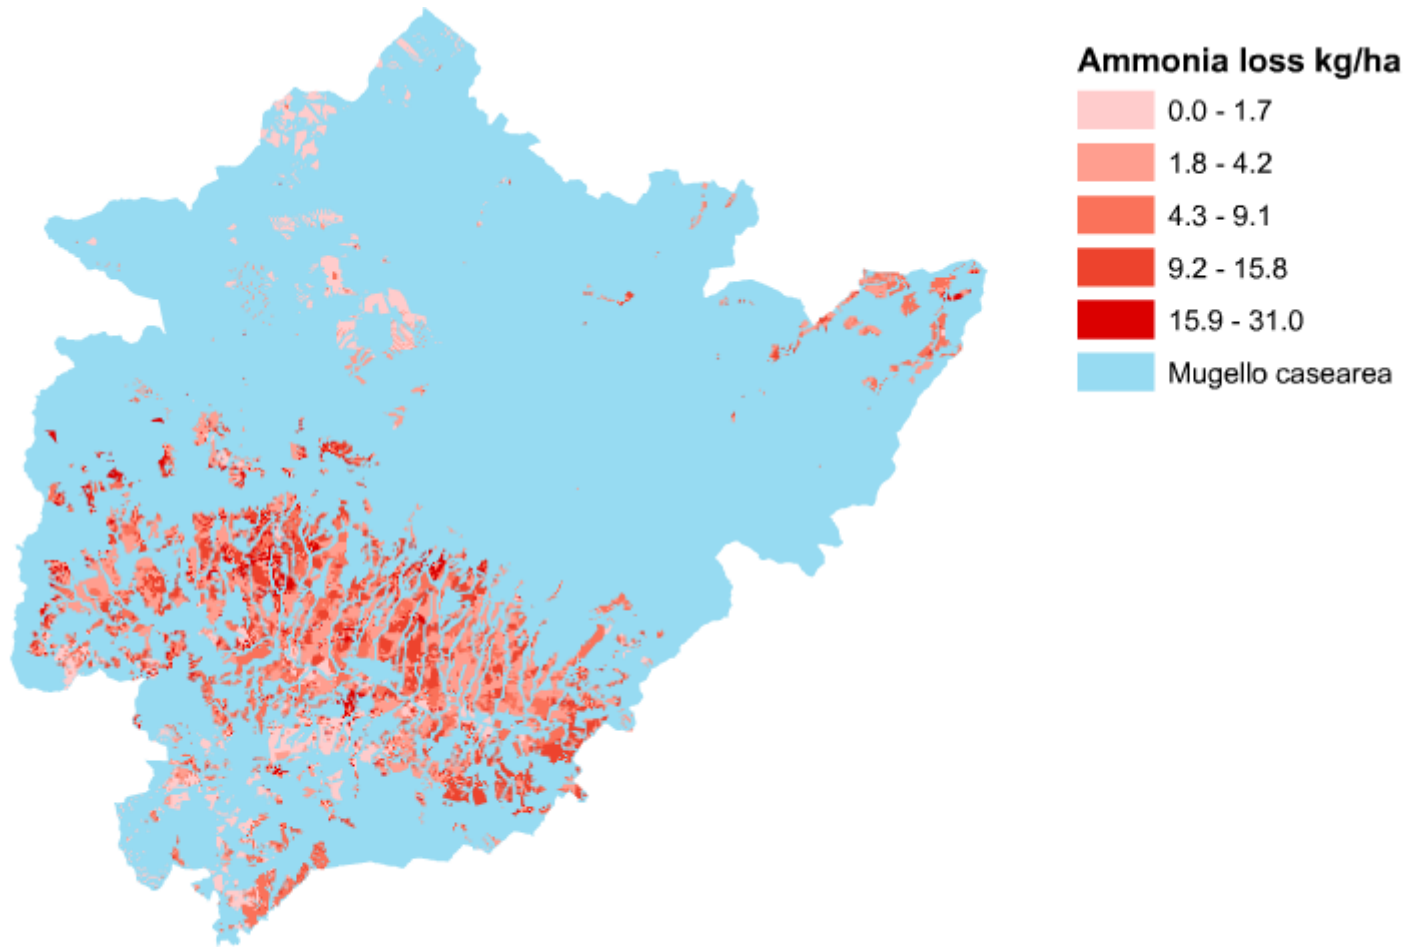 Ammonia loss kg/ha
0.0 - 1.7
1.8 - 4.2
4.3 - 9.1
9.2 - 15.8
15.9 - 31.0
Mugello casearea